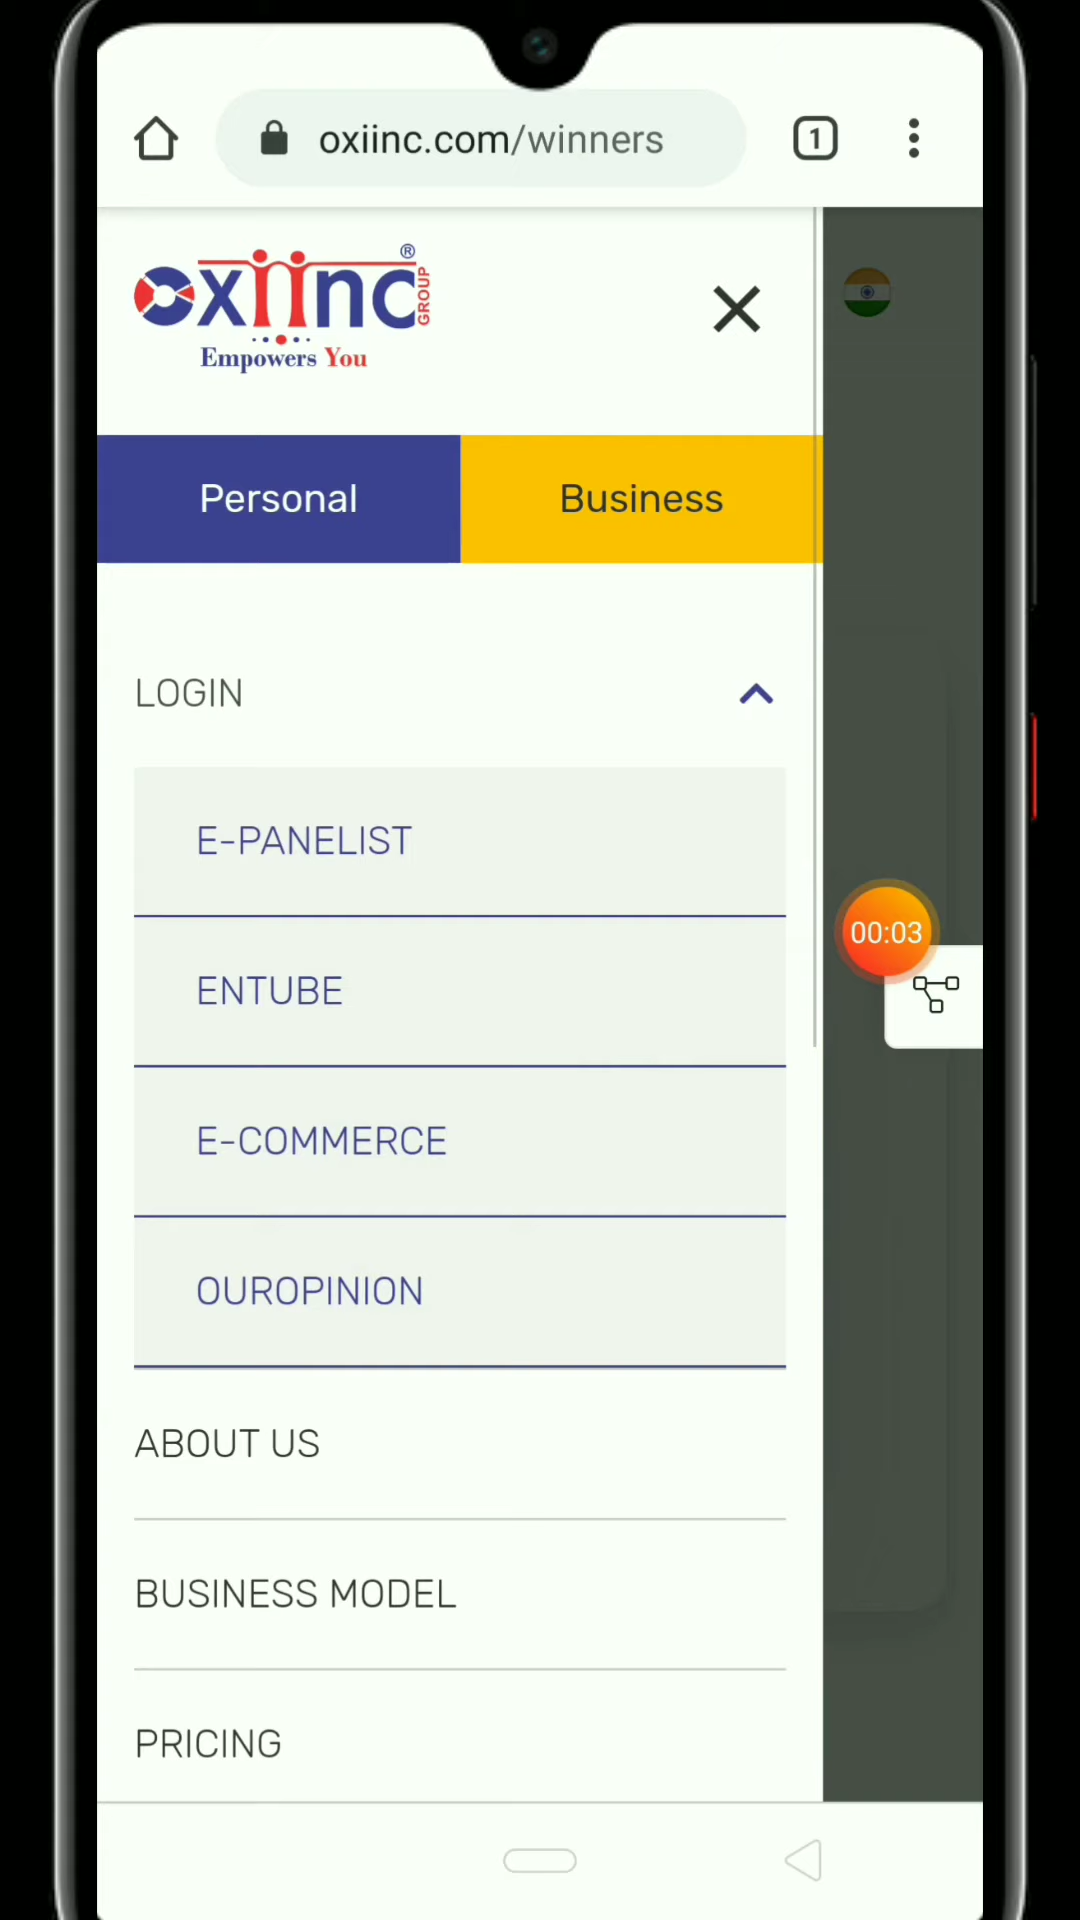 oxiinc.com/winners
1
oxiinc®
GROUP
Empowers You
Personal
Business
LOGIN
E-PANELIST
ENTUBE
E-COMMERCE
OUROPINION
00:03
ABOUT US
BUSINESS MODEL
PRICING